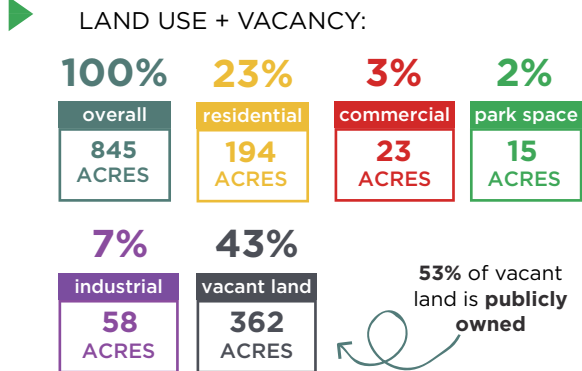 LAND USE + VACANCY:
100% 23% 3% 2%
overall residential commercial park space
845 194 23 15
ACRES ACRES ACRES ACRES
7% 43%
industrial vacant land
58 362
ACRES ACRES
53% of vacant
land is publicly
owned